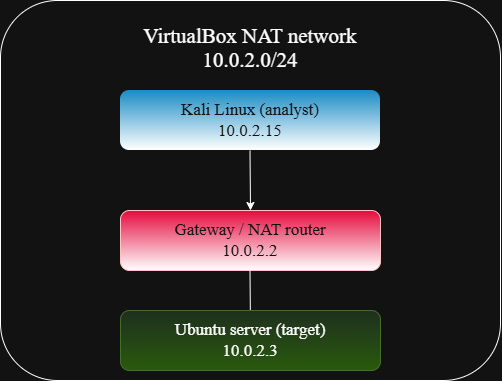 VirtualBox NAT network
10.0.2.0/24
Kali Linux (analyst)
10.0.2.15
Gateway / NAT router
10.0.2.2
Ubuntu server (target)
10.0.2.3